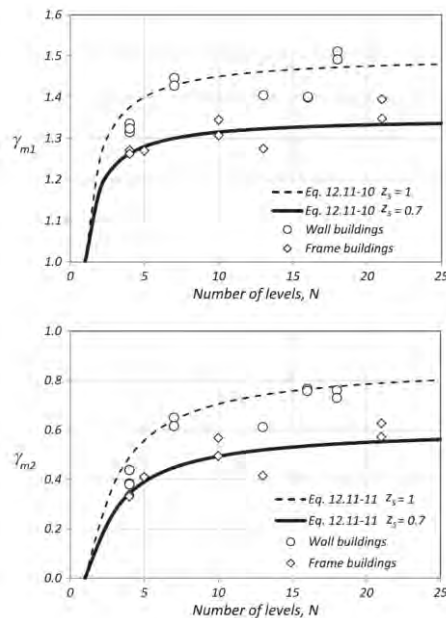 1.6
1.5
1.4
1.3
1.2
1.1
1.0
γm1
Eq. 12.11-10 zs = 1
Eq. 12.11-10 zs = 0.7
Wall buildings
Frame buildings
0 5 10 15 20 25
Number of levels, N
1.0
0.8
0.6
0.4
0.2
0.0
γm2
Eq. 12.11-11 zs = 1
Eq. 12.11-11 zs = 0.7
Wall buildings
Frame buildings
0 5 10 15 20 25
Number of levels, N